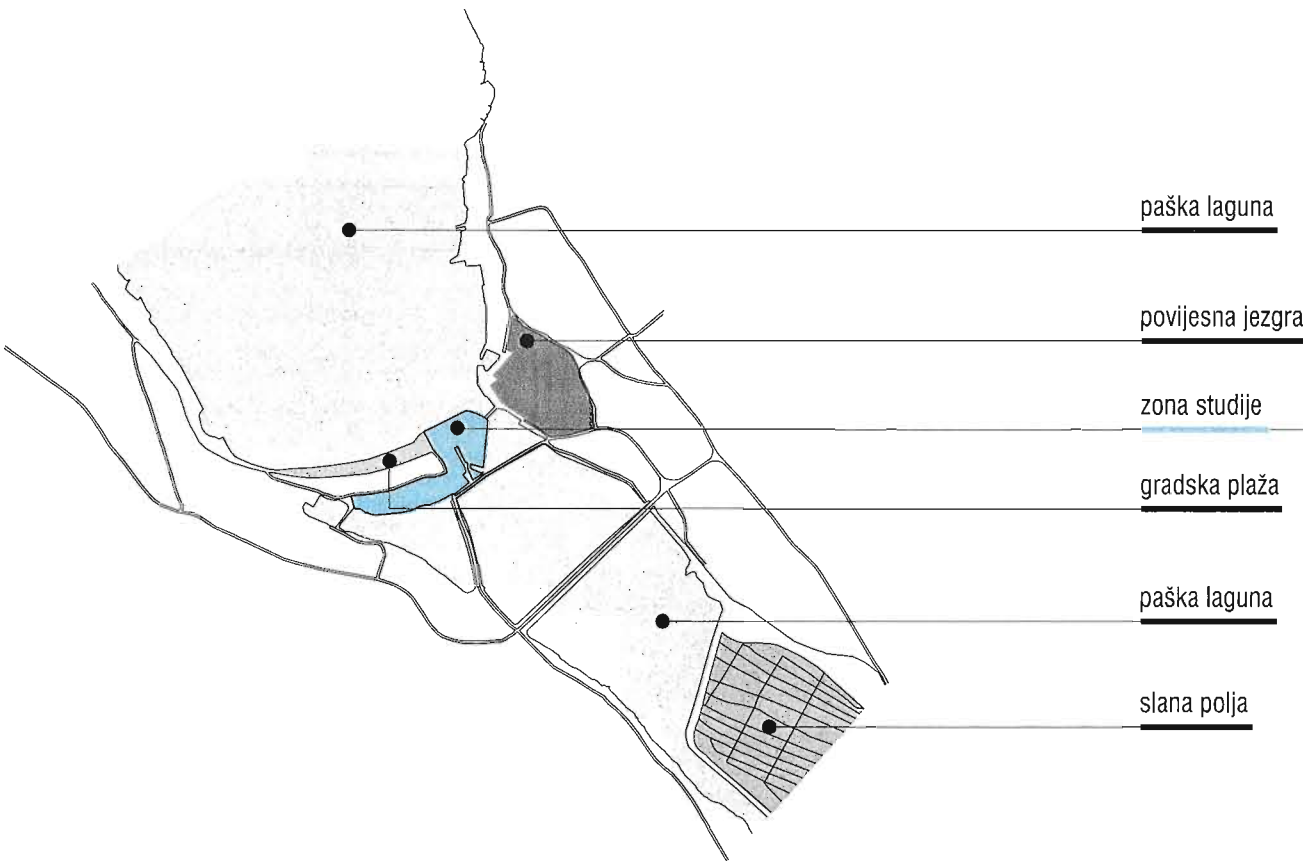 paška laguna
povijesna jezgra
zona studije
gradska plaža
paška laguna
slana polja